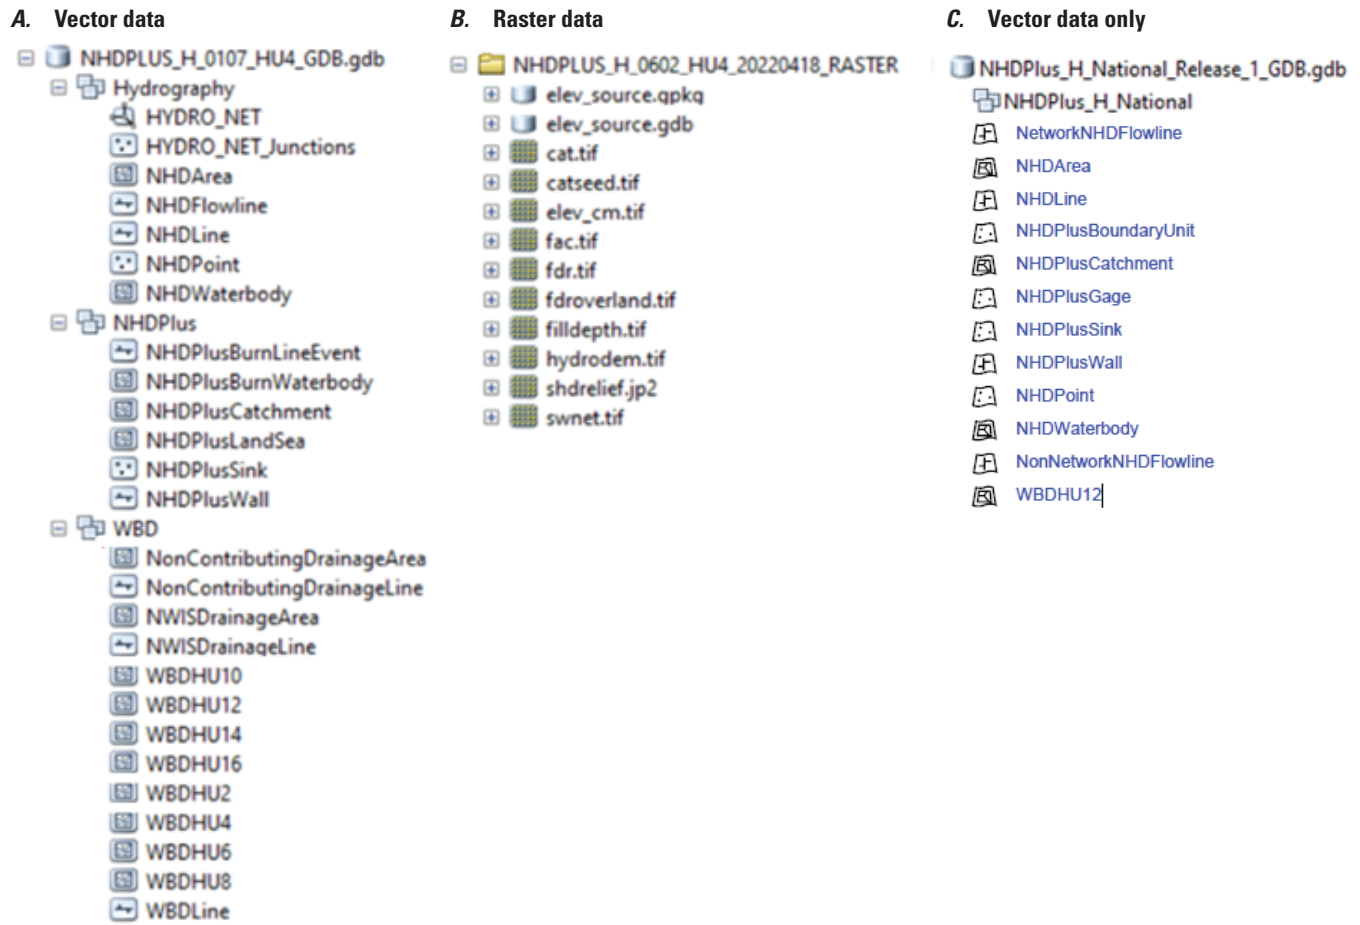 A. Vector data
NHDPLUS_H_0107_HU4_GDB.gdb
Hydrography
HYDRO_NET
HYDRO_NET_Junctions
NHDArea
NHDFlowline
NHDLine
NHDPoint
NHDWaterbody
NHDPlus
NHDPlusBurnLineEvent
NHDPlusBurnWaterbody
NHDPlusCatchment
NHDPlusLandSea
NHDPlusSink
NHDPlusWall
WBD
NonContributingDrainageArea
NonContributingDrainageLine
NWISDrainageArea
NWISDrainageLine
WBDHU10
WBDHU12
WBDHU14
WBDHU16
WBDHU2
WBDHU4
WBDHU6
WBDHU8
WBDLine
B. Raster data
NHDPLUS_H_0602_HU4_20220418_RASTER
elev_source.gpkg
elev_source.gdb
cat.tif
catseed.tif
elev_cm.tif
fac.tif
fdr.tif
fdroverland.tif
filldepth.tif
hydrodem.tif
shdrelief.jp2
swnet.tif
C. Vector data only
NHDPlus_H_National_Release_1_GDB.gdb
NHDPlus_H_National
NetworkNHDFlowline
NHDArea
NHDLine
NHDPlusBoundaryUnit
NHDPlusCatchment
NHDPlusGage
NHDPlusSink
NHDPlusWall
NHDPoint
NHDWaterbody
NonNetworkNHDFlowline
WBDHU12